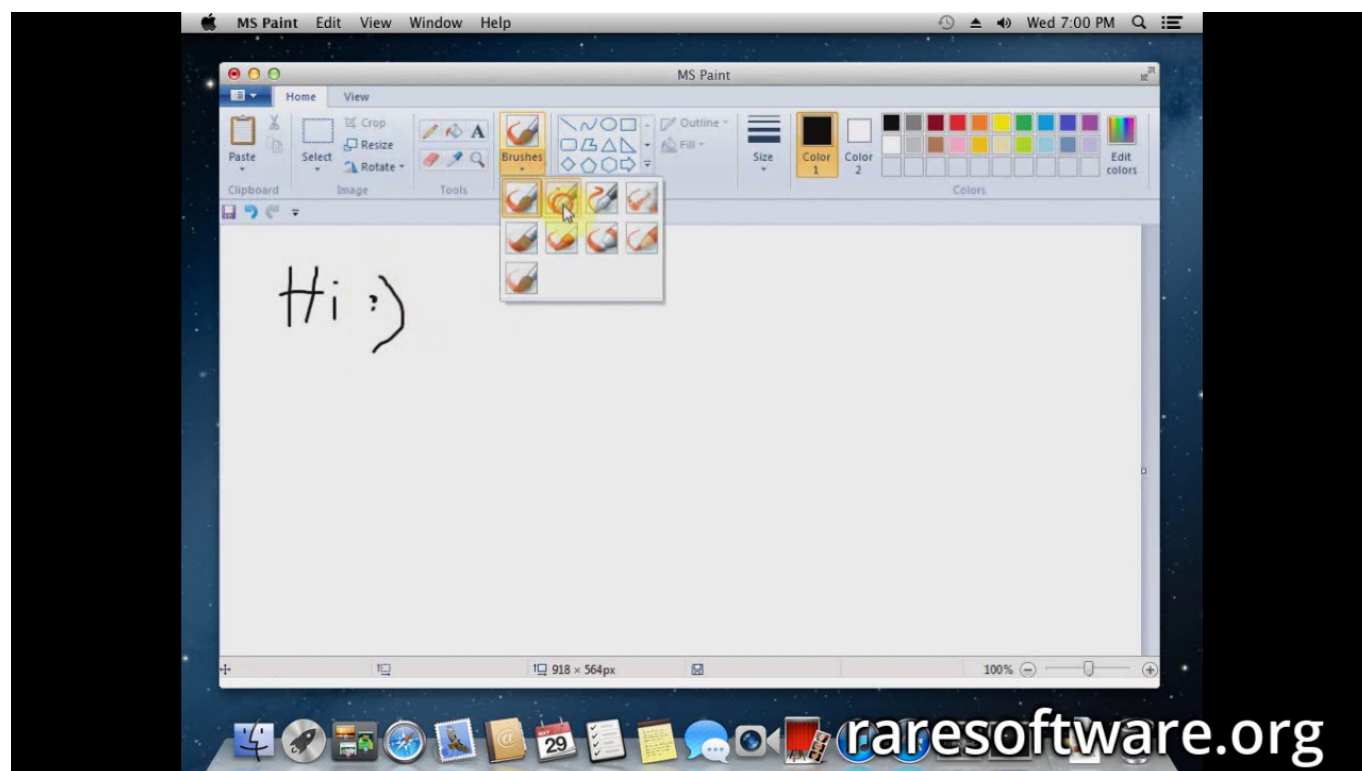 MS Paint Edit View Window Help Wed 7:00 PM
MS Paint
Home View
Paste
Clipboard
Select
Crop
Resize
Rotate
Image
A
Tools
Brushes
Outline
Fill
Size
Color 1
Color 2
Edit colors
Colors
Hi :)
918 × 564px
100%
MAY
29
@
raresoftware.org